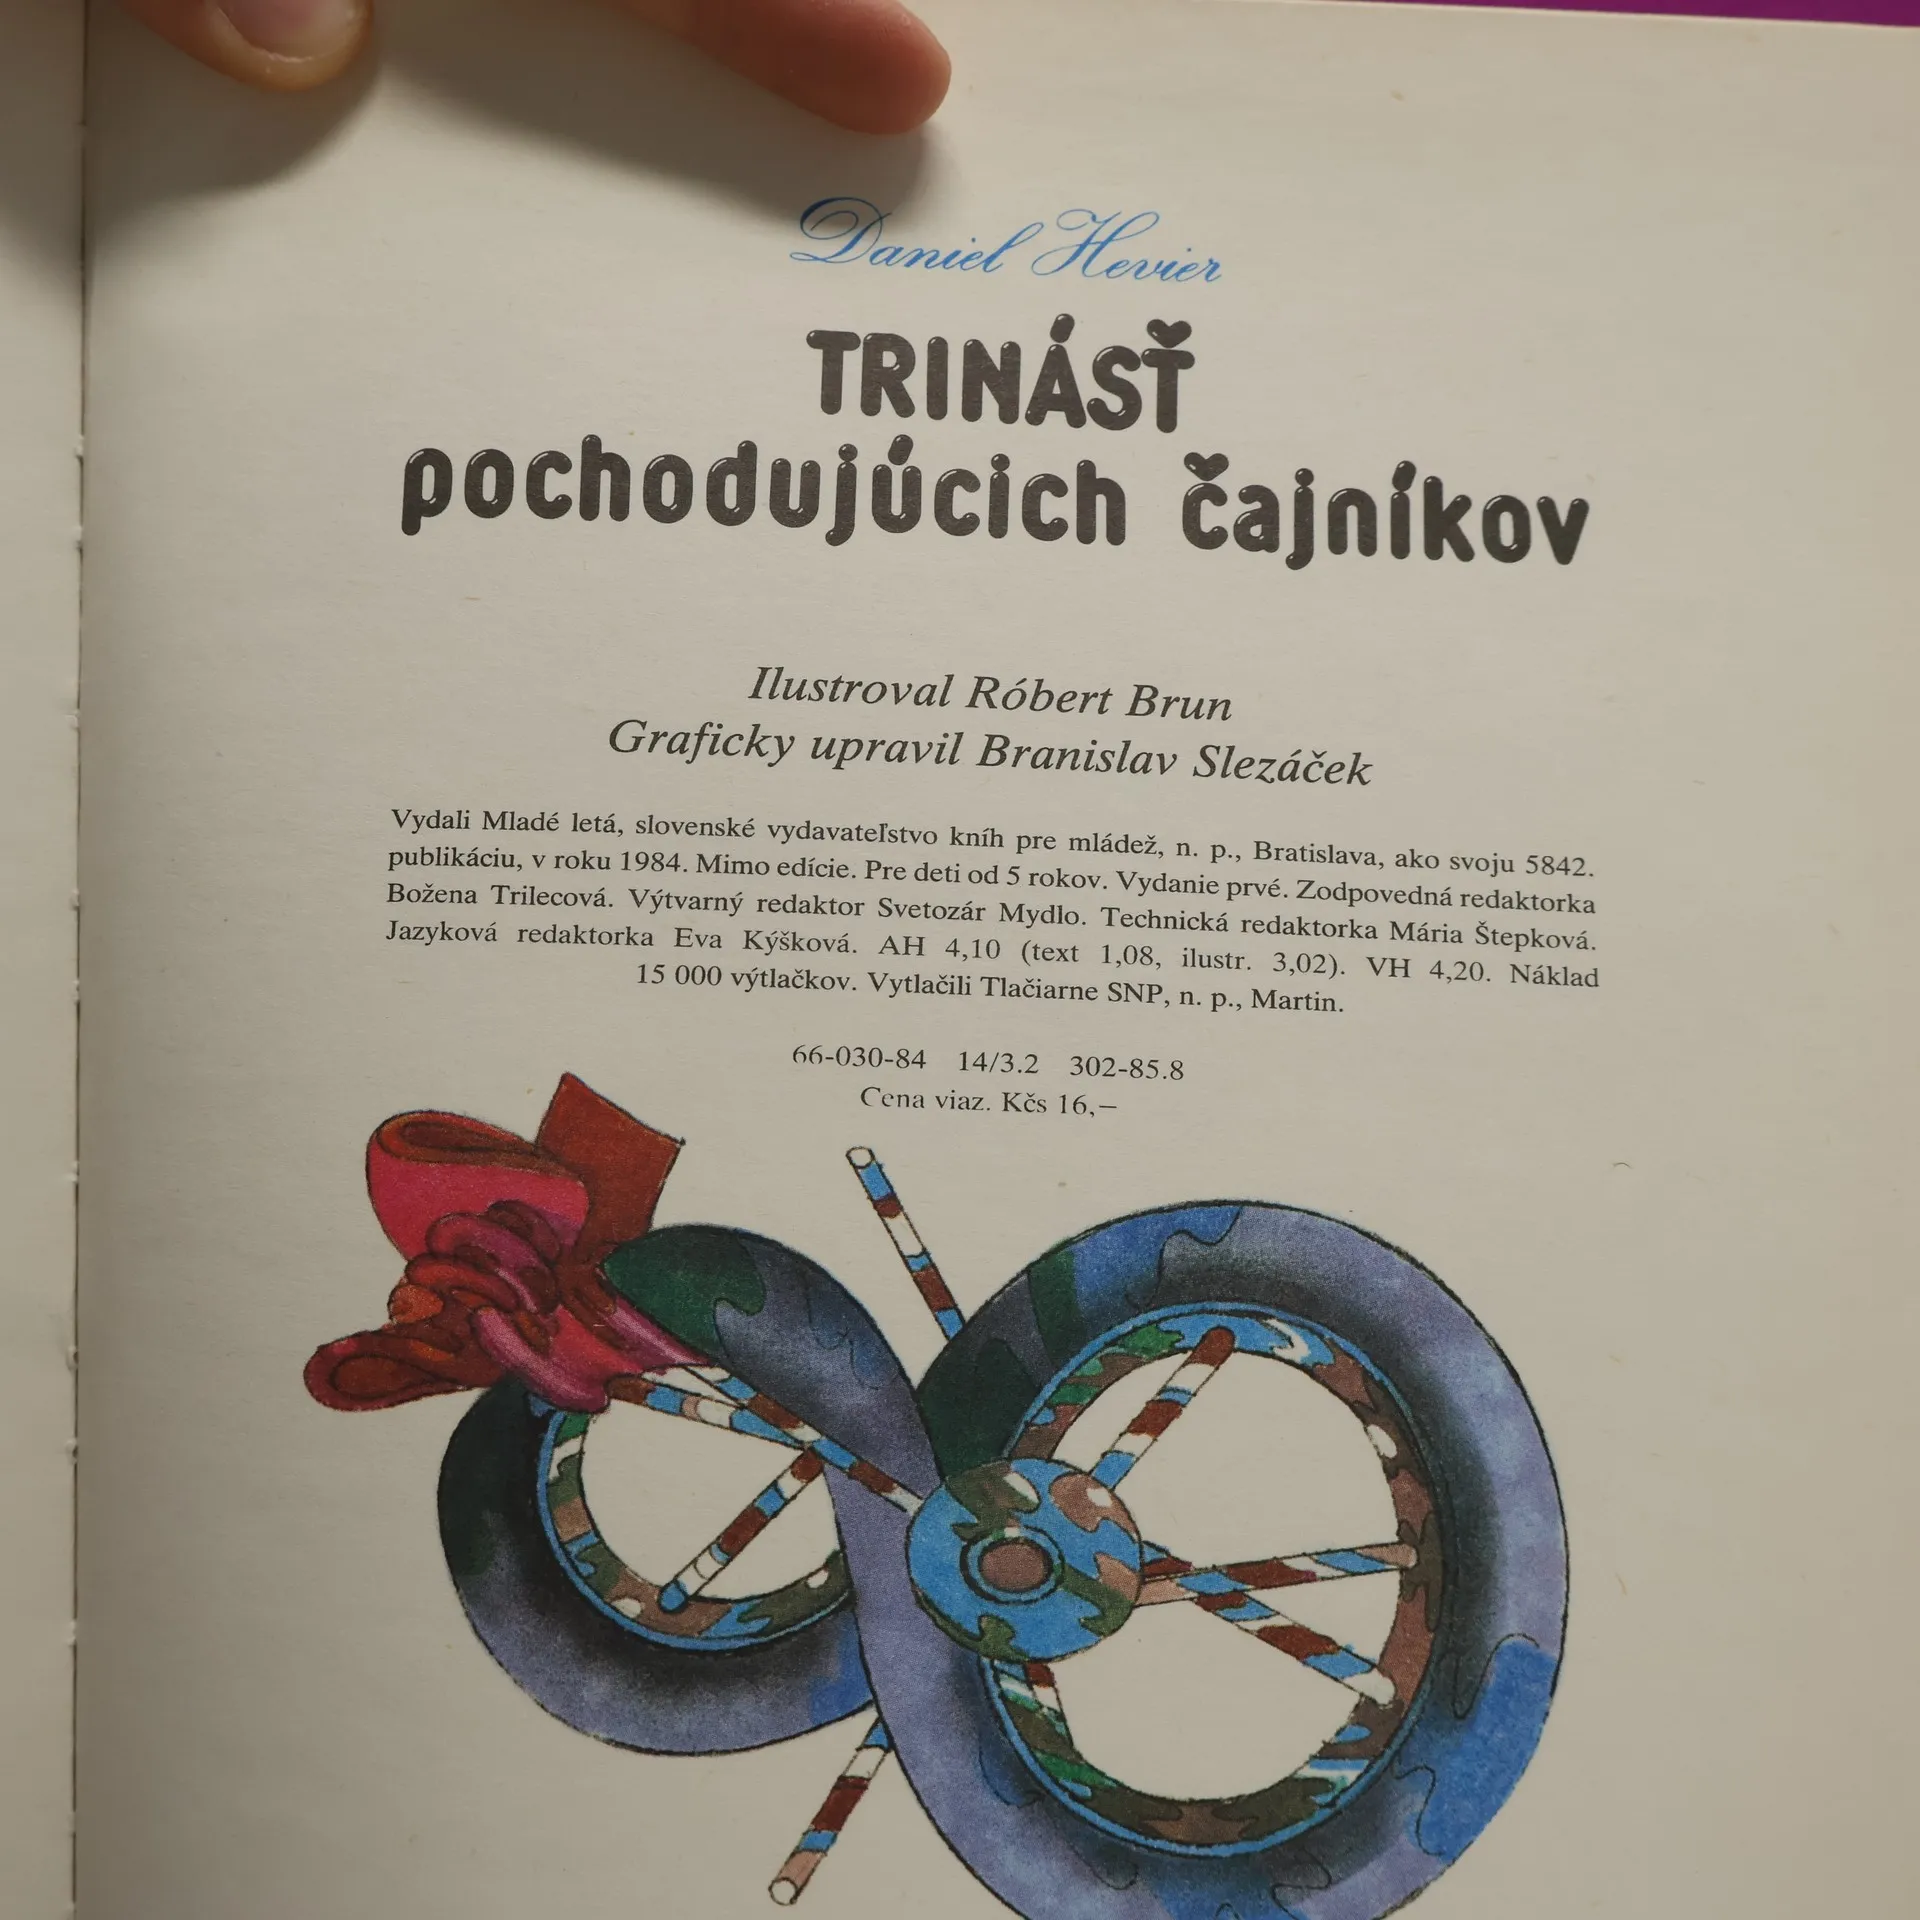 Daniel Hevier
TRINÁSŤ
pochodujúcich čajníkov
Ilustroval Róbert Brun
Graficky upravil Branislav Slezáček
Vydali Mladé letá, slovenské vydavateľstvo kníh pre mládež, n. p., Bratislava, ako svoju 5842.
publikáciu, v roku 1984. Mimo edície. Pre deti od 5 rokov. Vydanie prvé. Zodpovedná redaktorka
Božena Trilecová. Výtvarný redaktor Svetozár Mydlo. Technická redaktorka Mária Štepková.
Jazyková redaktorka Eva Kýšková. AH 4,10 (text 1,08, ilustr. 3,02). VH 4,20. Náklad
15 000 výtlačkov. Vytlačili Tlačiarne SNP, n. p., Martin.
66-030-84 14/3.2 302-85.8
Cena viaz. Kčs 16,—